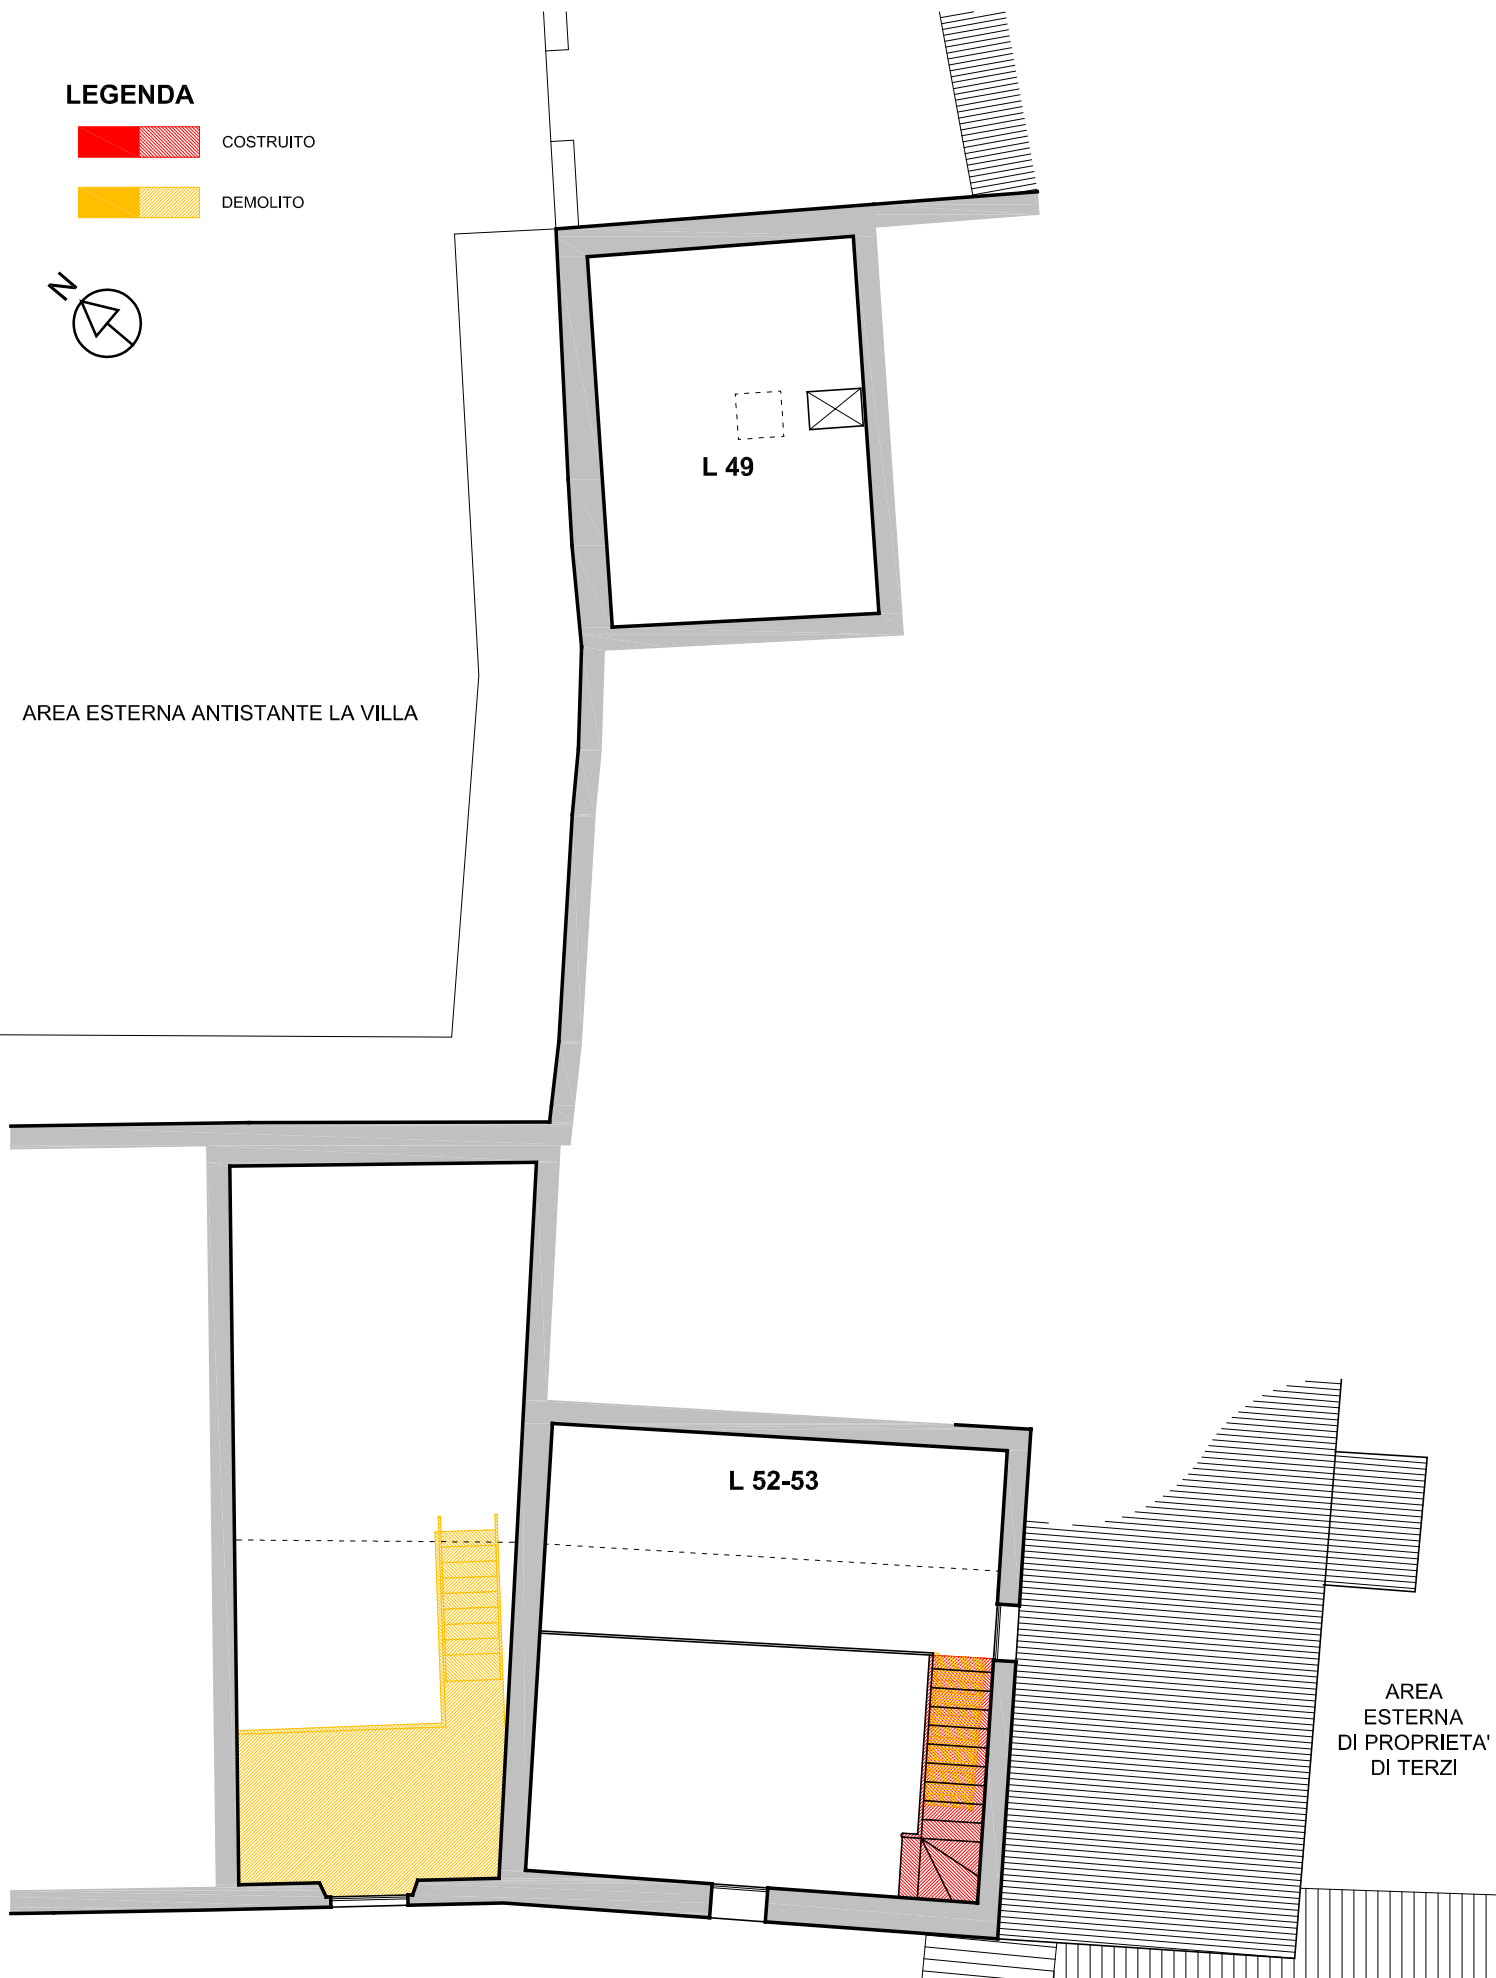 LEGENDA
COSTRUITO
DEMOLITO
N
L 49
AREA ESTERNA ANTISTANTE LA VILLA
L 52-53
AREA
ESTERNA
DI PROPRIETA'
DI TERZI